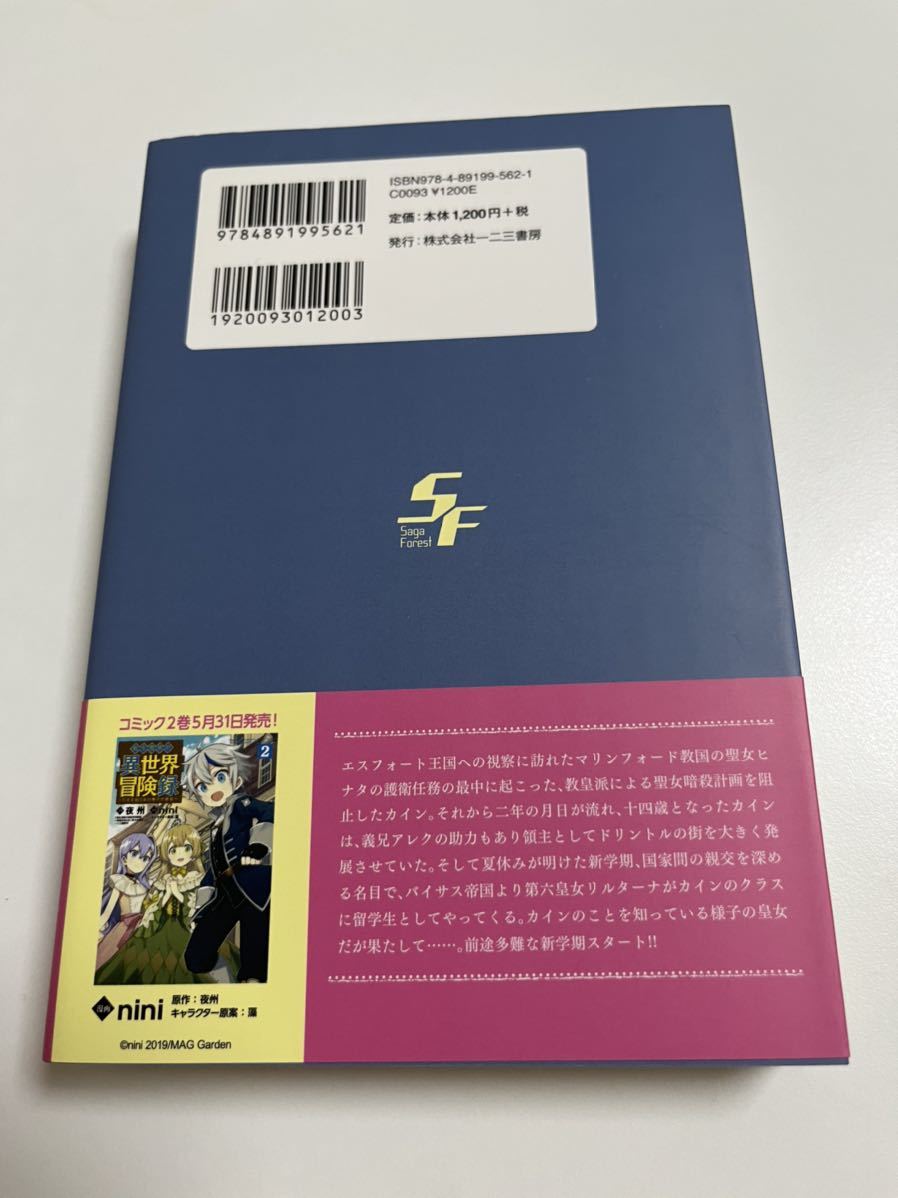 ISBN978-4-89199-562-1
C0093 ¥1200E
定価：本体1,200円＋税
発行：株式会社一二三書房
9784891995621
1920093012003
SF
Saga
Forest
コミック2巻5月31日発売！
異世界
冒険録
2
夜州
nini
漫画 nini
原作：夜州
キャラクター原案：藻
©nini 2019/MAG Garden
エスフォート王国への視察に訪れたマリンフォード教国の聖女ヒ
ナタの護衛任務の最中に起こった、教皇派による聖女暗殺計画を阻
止したカイン。それから二年の月日が流れ、十四歳となったカイン
は、義兄アレクの助力もあり領主としてドリントルの街を大きく発
展させていた。そして夏休みが明けた新学期、国家間の親交を深め
る名目で、バイサス帝国より第六皇女リルターナがカインのクラス
に留学生としてやってくる。カインのことを知っている様子の皇女
だが果たして……。前途多難な新学期スタート!!